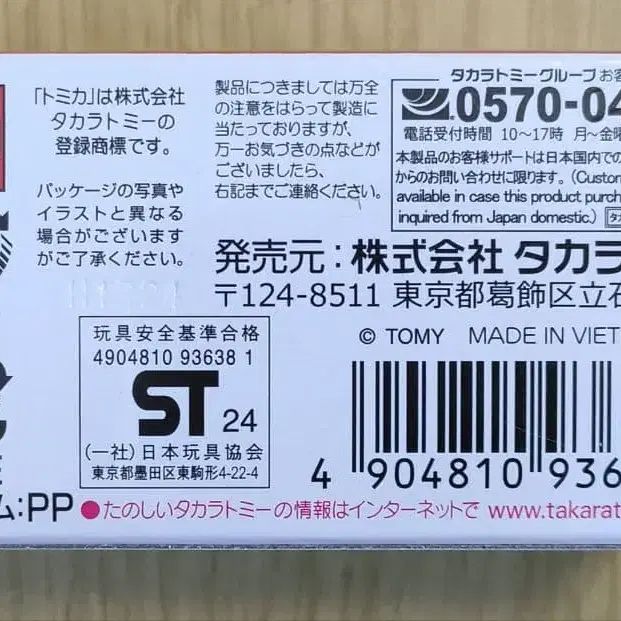 「トミカ」は株式会社
タカラトミーの
登録商標です。
パッケージの写真や
イラストと異なる
場合がございます
がご了承ください。
製品につきましては万全
の注意をはらって製造に
当たっておりますが、
万一お気づきの点などが
ございましたら、
右記までご連絡ください。
タカラトミーグループ お客
0570-04
電話受付時間 10～17時 月～金曜
本製品のお客様サポートは日本国内での
からのお問い合わせに限ります。(Custom
available in case this product purch
inquired from Japan domestic.)
発売元：株式会社 タカラ
〒124-8511 東京都葛飾区立石
© TOMY MADE IN VIET
玩具安全基準合格
4904810 93638 1
ST 24
(一社)日本玩具協会
東京都墨田区東駒形4-22-4
4 904810 936
ム:PP
●たのしいタカラトミーの情報はインターネットで www.takarat